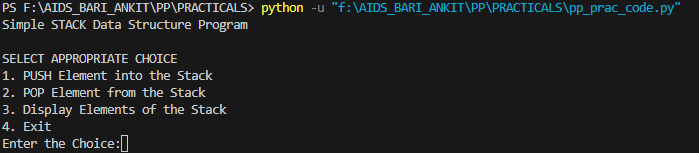 PS F:\AIDS_BARI_ANKIT\PP\PRACTICALS> python -u "f:\AIDS_BARI_ANKIT\PP\PRACTICALS\pp_prac_code.py"
Simple STACK Data Structure Program
SELECT APPROPRIATE CHOICE
1. PUSH Element into the Stack
2. POP Element from the Stack
3. Display Elements of the Stack
4. Exit
Enter the Choice: